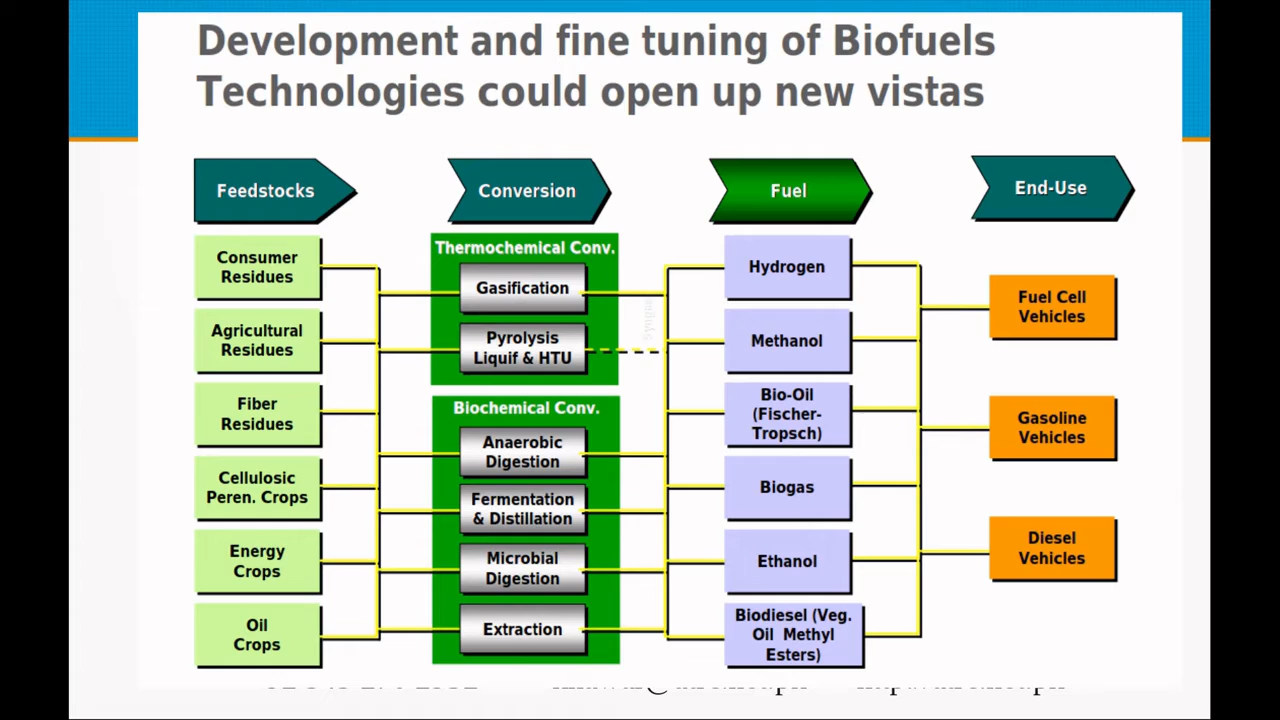 Development and fine tuning of Biofuels
Technologies could open up new vistas
Feedstocks
Conversion
Fuel
End-Use
Consumer
Residues
Agricultural
Residues
Fiber
Residues
Cellulosic
Peren. Crops
Energy
Crops
Oil
Crops
Thermochemical Conv.
Gasification
Pyrolysis
Liquif & HTU
Biochemical Conv.
Anaerobic
Digestion
Fermentation
& Distillation
Microbial
Digestion
Extraction
Syngas
Hydrogen
Methanol
Bio-Oil
(Fischer-
Tropsch)
Biogas
Ethanol
Biodiesel (Veg.
Oil Methyl
Esters)
Fuel Cell
Vehicles
Gasoline
Vehicles
Diesel
Vehicles